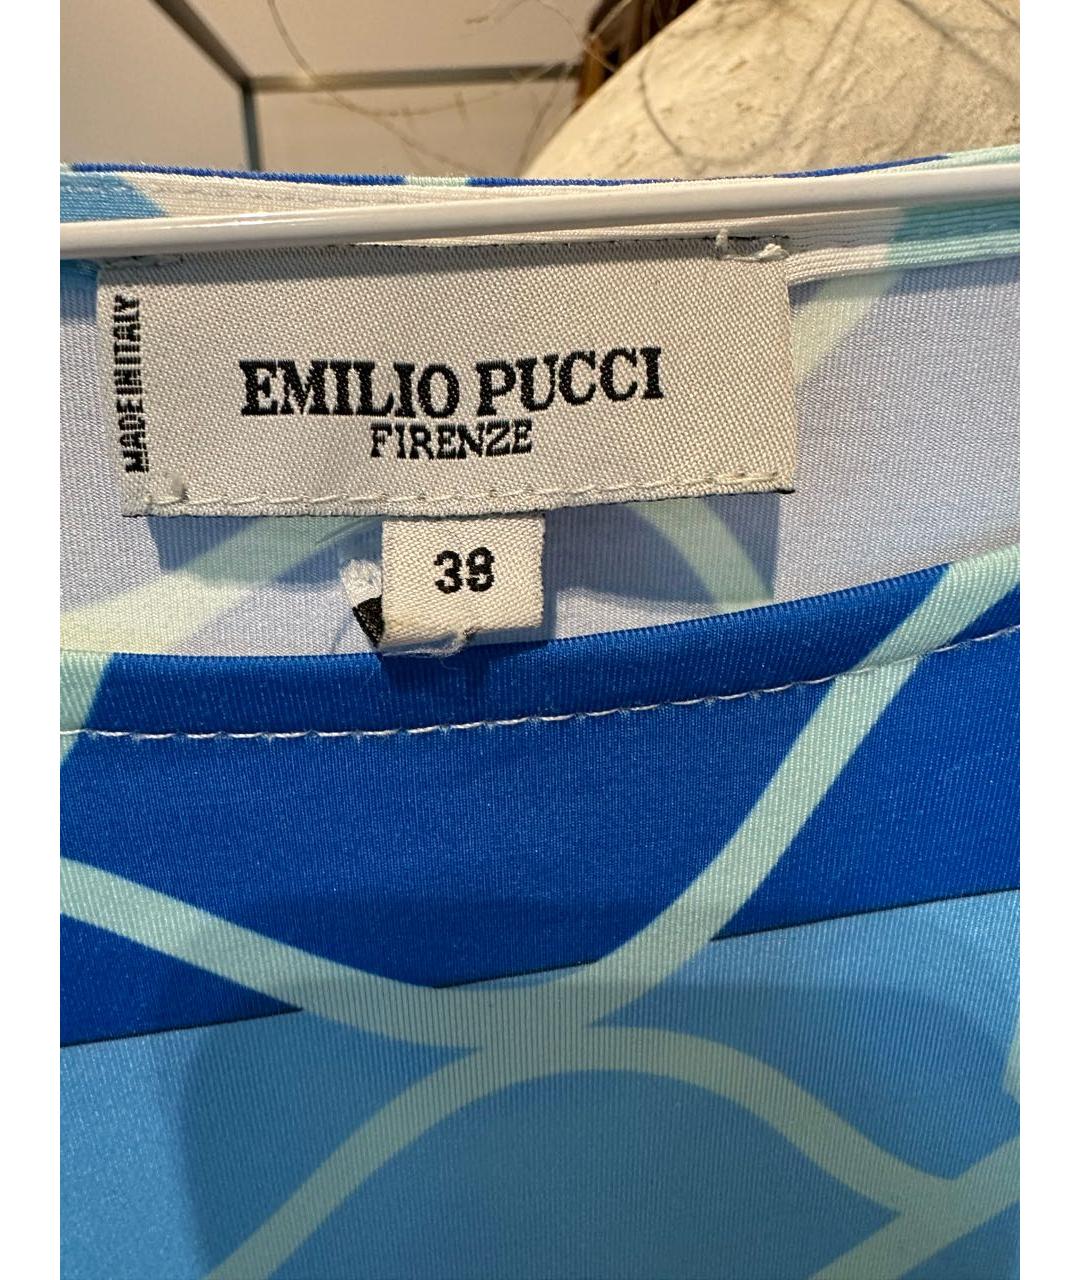 MADE IN ITALY
EMILIO PUCCI
FIRENZE
38